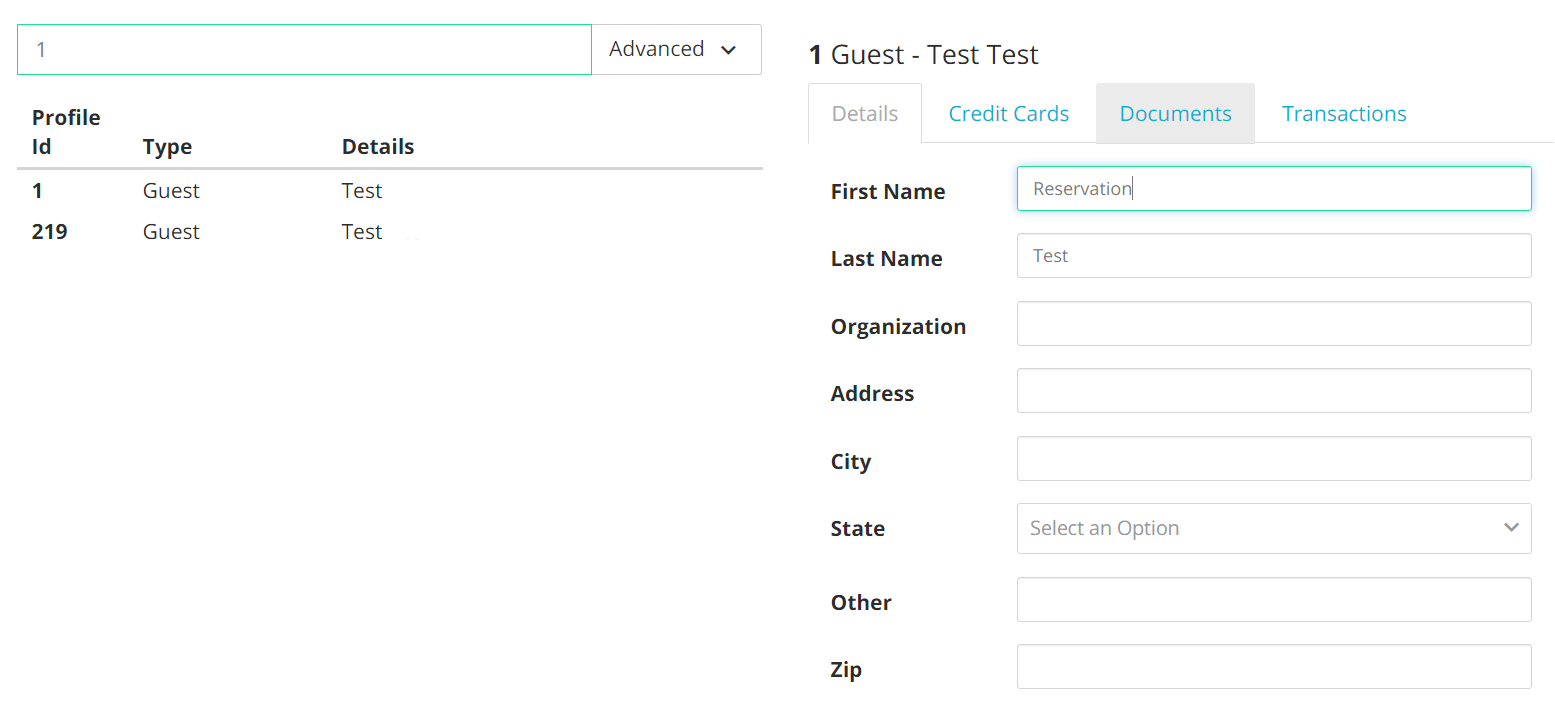 1
Advanced
Profile
Id Type Details
1 Guest Test
219 Guest Test
1 Guest - Test Test
Details Credit Cards Documents Transactions
First Name Reservation
Last Name Test
Organization
Address
City
State Select an Option
Other
Zip